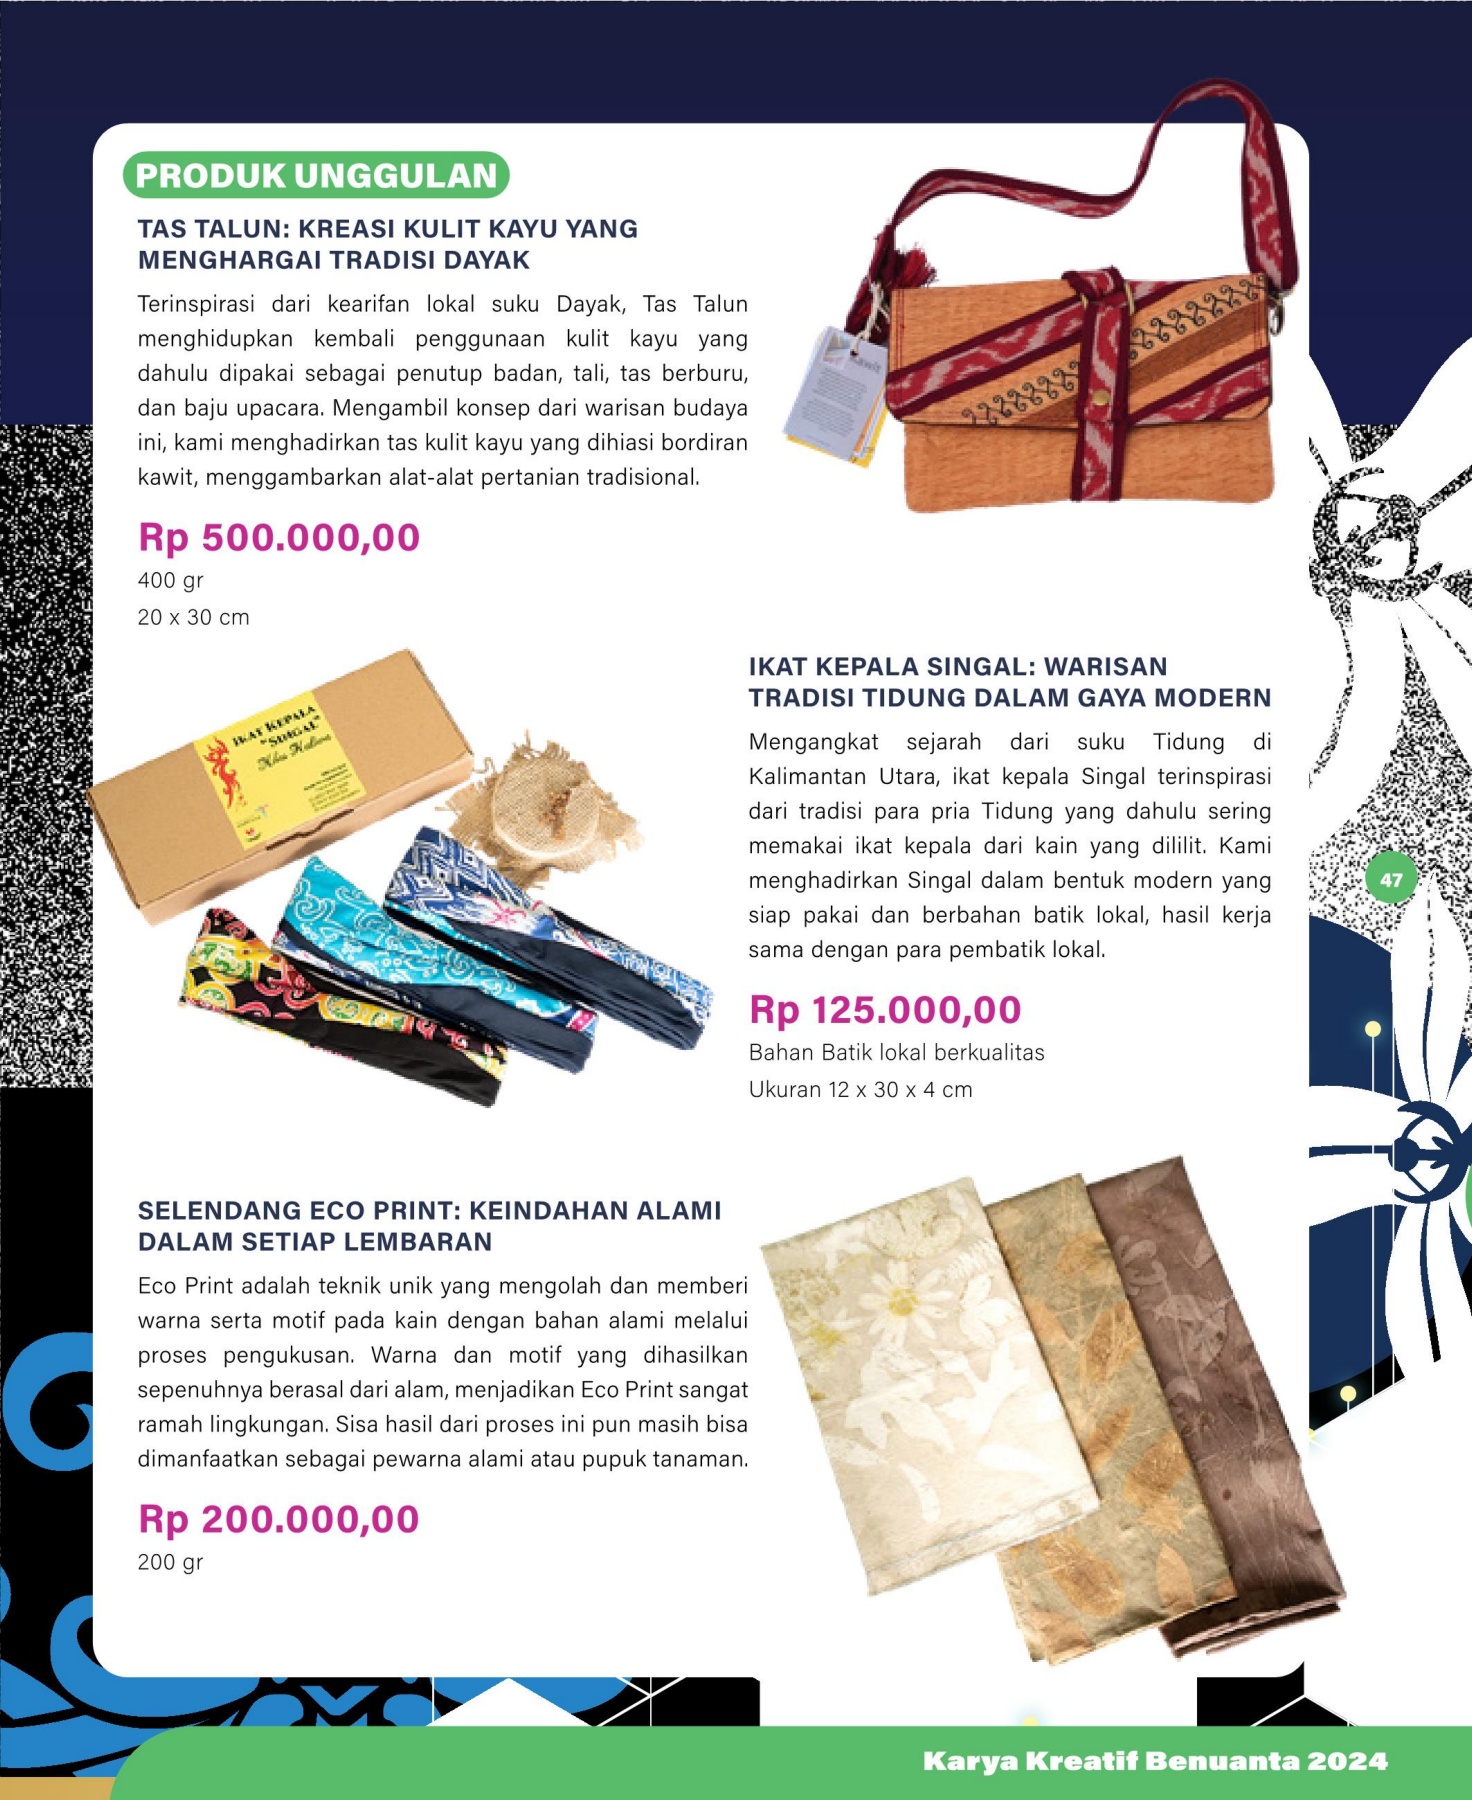 PRODUK UNGGULAN
TAS TALUN: KREASI KULIT KAYU YANG
MENGHARGAI TRADISI DAYAK
Terinspirasi dari kearifan lokal suku Dayak, Tas Talun
menghidupkan kembali penggunaan kulit kayu yang
dahulu dipakai sebagai penutup badan, tali, tas berburu,
dan baju upacara. Mengambil konsep dari warisan budaya
ini, kami menghadirkan tas kulit kayu yang dihiasi bordiran
kawit, menggambarkan alat-alat pertanian tradisional.
Rp 500.000,00
400 gr
20 x 30 cm
IKAT KEPALA
"SINGAL"
IKAT KEPALA SINGAL: WARISAN
TRADISI TIDUNG DALAM GAYA MODERN
Mengangkat sejarah dari suku Tidung di
Kalimantan Utara, ikat kepala Singal terinspirasi
dari tradisi para pria Tidung yang dahulu sering
memakai ikat kepala dari kain yang dililit. Kami
menghadirkan Singal dalam bentuk modern yang
siap pakai dan berbahan batik lokal, hasil kerja
sama dengan para pembatik lokal.
Rp 125.000,00
Bahan Batik lokal berkualitas
Ukuran 12 x 30 x 4 cm
47
SELENDANG ECO PRINT: KEINDAHAN ALAMI
DALAM SETIAP LEMBARAN
Eco Print adalah teknik unik yang mengolah dan memberi
warna serta motif pada kain dengan bahan alami melalui
proses pengukusan. Warna dan motif yang dihasilkan
sepenuhnya berasal dari alam, menjadikan Eco Print sangat
ramah lingkungan. Sisa hasil dari proses ini pun masih bisa
dimanfaatkan sebagai pewarna alami atau pupuk tanaman.
Rp 200.000,00
200 gr
Karya Kreatif Benuanta 2024